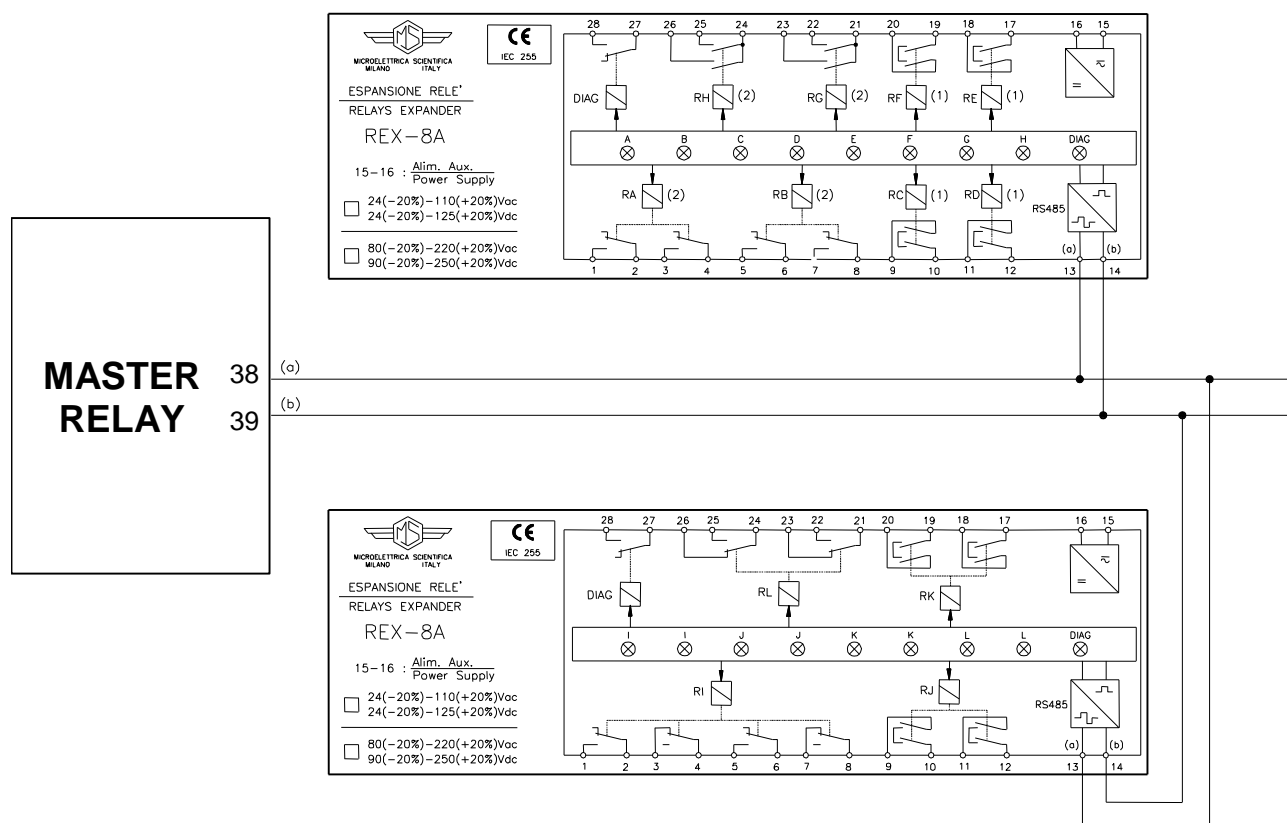 28 27 26 25 24 23 22 21 20 19 18 17 16 15
MS
CE
IEC 255
MICROELETTRICA SCIENTIFICA
MILANO ITALY
ESPANSIONE RELE'
RELAYS EXPANDER
REX-8A
15-16 : Alim. Aux.
Power Supply
24(-20%)-110(+20%)Vac
24(-20%)-125(+20%)Vdc
80(-20%)-220(+20%)Vac
90(-20%)-250(+20%)Vdc
DIAG RH (2) RG (2) RF (1) RE (1)
A B C D E F G H DIAG
RA (2) RB (2) RC (1) RD (1) RS485
(a) (b)
1 2 3 4 5 6 7 8 9 10 11 12 13 14
MASTER
RELAY
38 (a)
39 (b)
28 27 26 25 24 23 22 21 20 19 18 17 16 15
MS
CE
IEC 255
MICROELETTRICA SCIENTIFICA
MILANO ITALY
ESPANSIONE RELE'
RELAYS EXPANDER
REX-8A
15-16 : Alim. Aux.
Power Supply
24(-20%)-110(+20%)Vac
24(-20%)-125(+20%)Vdc
80(-20%)-220(+20%)Vac
90(-20%)-250(+20%)Vdc
DIAG RL RK
I I J J K K L L DIAG
RI RJ RS485
(a) (b)
1 2 3 4 5 6 7 8 9 10 11 12 13 14